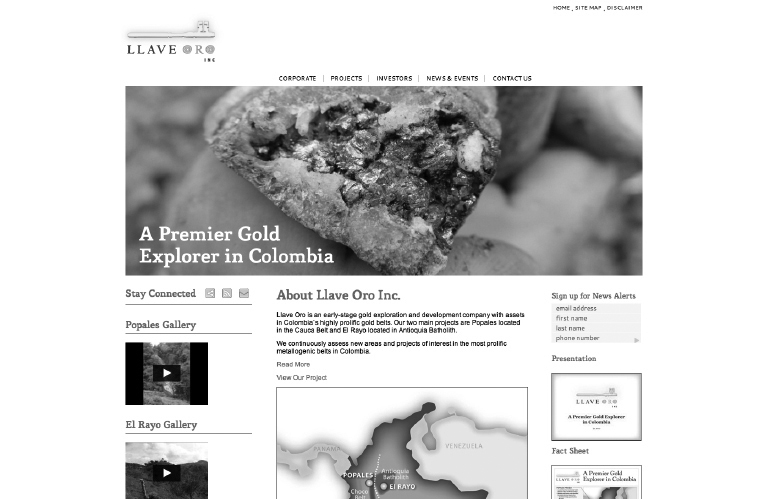 HOME SITE MAP DISCLAIMER
LLAVE ORO
INC
CORPORATE PROJECTS INVESTORS NEWS & EVENTS CONTACT US
A Premier Gold
Explorer in Colombia
Stay Connected
Popales Gallery
El Rayo Gallery
About Llave Oro Inc.
Llave Oro is an early-stage gold exploration and development company with assets
in Colombia's highly prolific gold belts. Our two main projects are Popales located
in the Cauca Belt and El Rayo located in Antioquia Batholith.
We continuously assess new areas and projects of interest in the most prolific
metallogenic belts in Colombia.
Read More
View Our Project
PANAMA
VENEZUELA
POPALES
Antioquia
Batholith
EL RAYO
Choco
Sign up for News Alerts
email address
first name
last name
phone number
Presentation
LLAVE ORO
A Premier Gold Explorer
in Colombia
Fact Sheet
LLAVE ORO
A Premier Gold
Explorer in Colombia